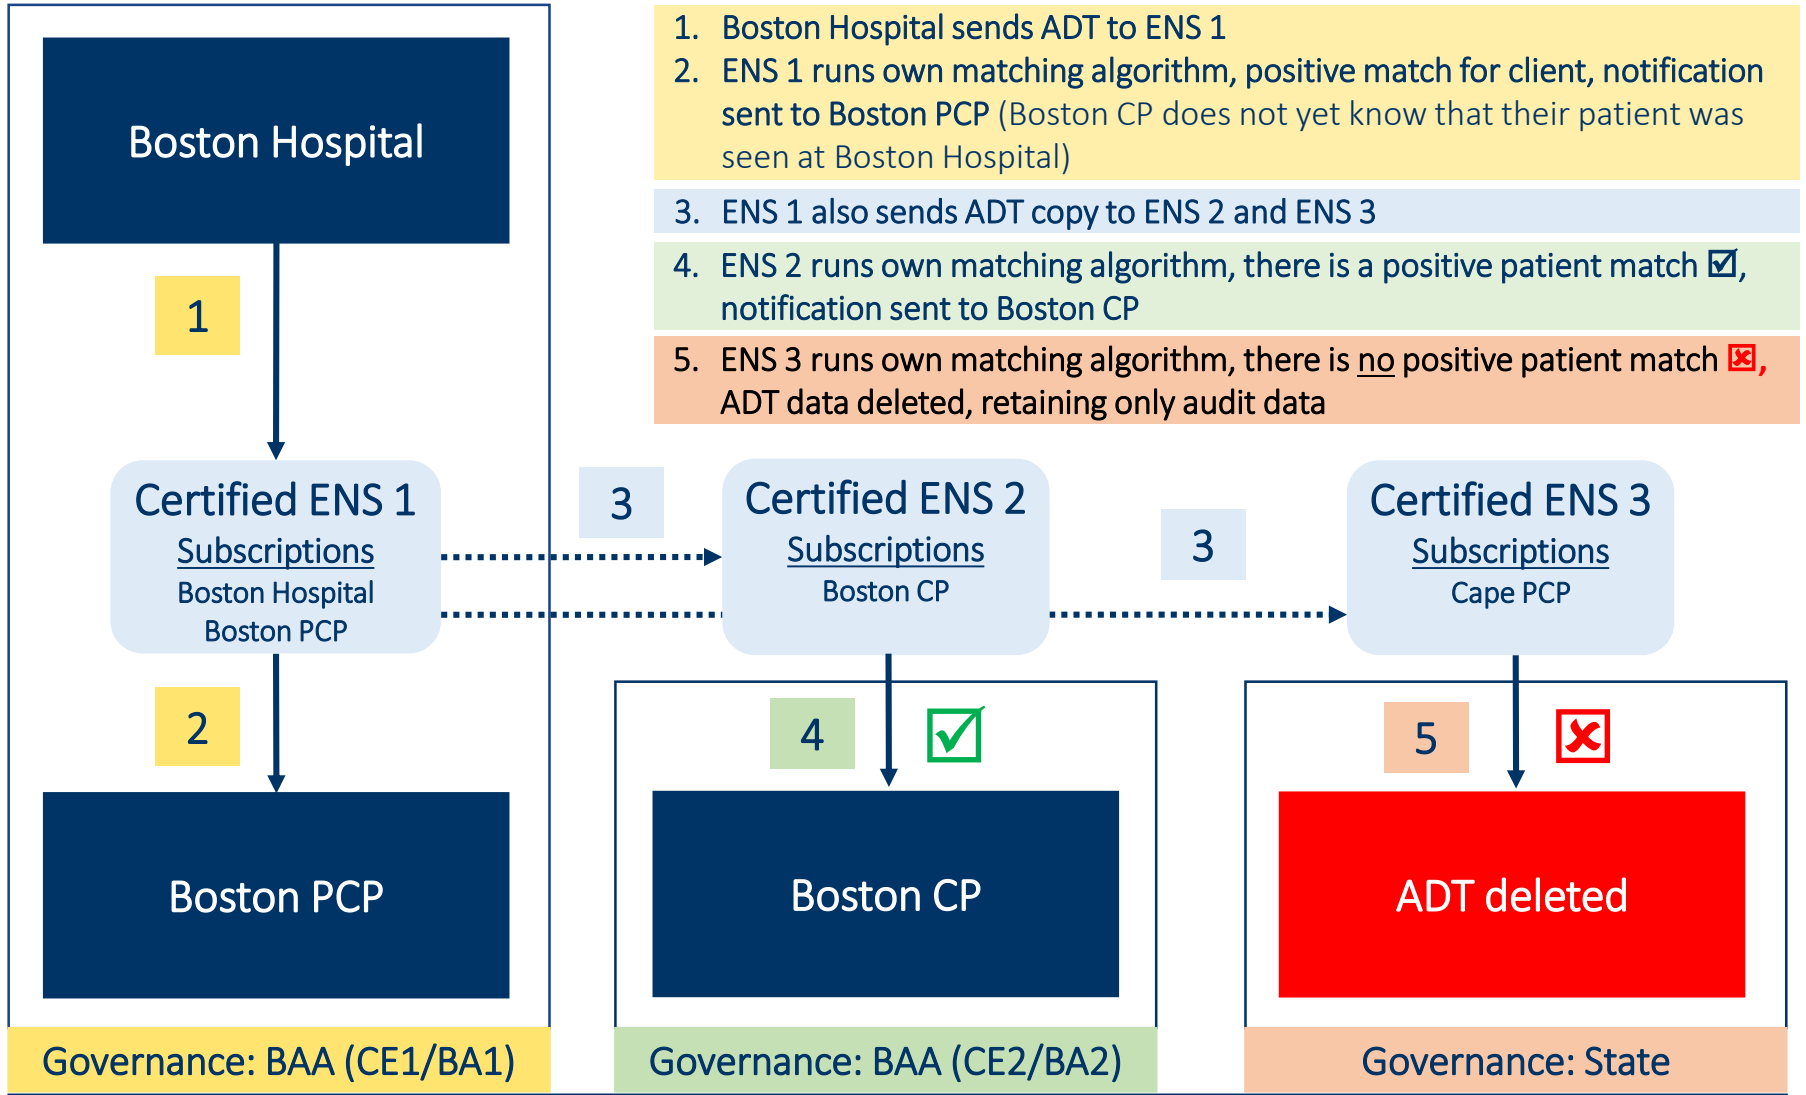 1. Boston Hospital sends ADT to ENS 1
2. ENS 1 runs own matching algorithm, positive match for client, notification
sent to Boston PCP (Boston CP does not yet know that their patient was
seen at Boston Hospital)
3. ENS 1 also sends ADT copy to ENS 2 and ENS 3
4. ENS 2 runs own matching algorithm, there is a positive patient match ☑,
notification sent to Boston CP
5. ENS 3 runs own matching algorithm, there is no positive patient match ☒,
ADT data deleted, retaining only audit data
Boston Hospital
1
Certified ENS 1
Subscriptions
Boston Hospital
Boston PCP
3
Certified ENS 2
Subscriptions
Boston CP
3
Certified ENS 3
Subscriptions
Cape PCP
2
Boston PCP
4
Boston CP
5
ADT deleted
Governance: BAA (CE1/BA1)
Governance: BAA (CE2/BA2)
Governance: State